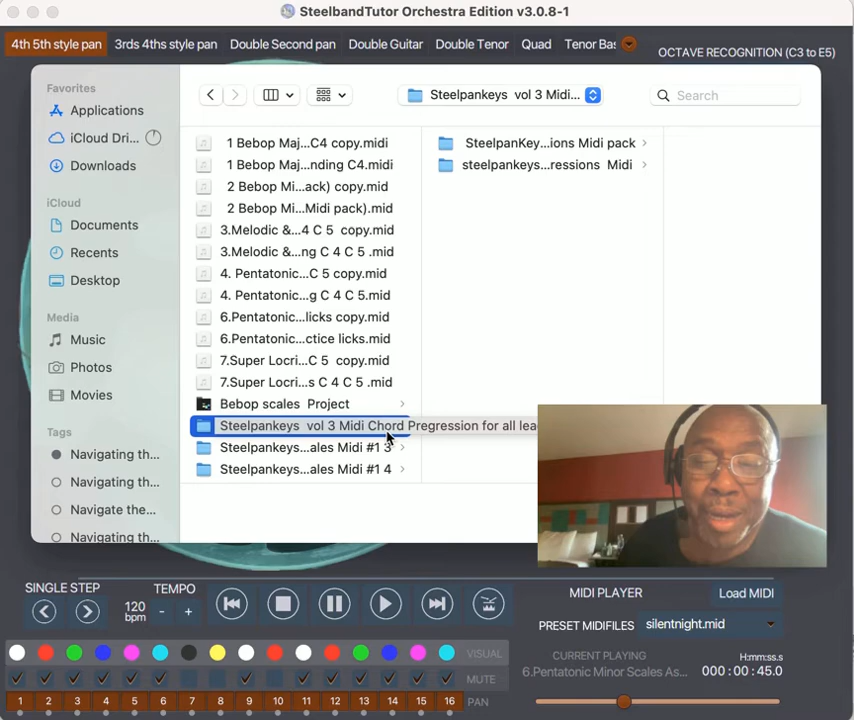 SteelbandTutor Orchestra Edition v3.0.8-1
4th 5th style pan
3rds 4ths style pan
Double Second pan
Double Guitar
Double Tenor
Quad
Tenor Bas
OCTAVE RECOGNITION (C3 to E5)
Favorites
Applications
iCloud Dri...
Downloads
iCloud
Documents
Recents
Desktop
Media
Music
Photos
Movies
Tags
Navigating th...
Navigating th...
Navigate the...
Navigating th...
Steelpankeys vol 3 Midi...
Search
1 Bebop Maj...C4 copy.midi
1 Bebop Maj...nding C4.midi
2 Bebop Mi...ack) copy.mid
2 Bebop Mi...Midi pack).mid
3.Melodic &...4 C 5 copy.mid
3.Melodic &...ng C 4 C 5 .mid
4. Pentatonic...C 5 copy.mid
4. Pentatonic...g C 4 C 5.mid
6.Pentatonic...licks copy.mid
6.Pentatonic...ctice licks.mid
7.Super Locri...C 5 copy.mid
7.Super Locri...s C 4 C 5 .mid
Bebop scales Project
Steelpankeys vol 3 Midi Chord Pregression for all lea
Steelpankeys...ales Midi #1 3
Steelpankeys...ales Midi #1 4
SteelpanKey...ions Midi pack
steelpankeys...ressions Midi
SINGLE STEP
TEMPO
120
bpm
- +
MIDI PLAYER
Load MIDI
PRESET MIDIFILES
silentnight.mid
CURRENT PLAYING
H:mm:ss.s
6.Pentatonic Minor Scales As...
000:00:45.0
VISUAL
MUTE
1 2 3 4 5 6 7 8 9 10 11 12 13 14 15 16 PAN